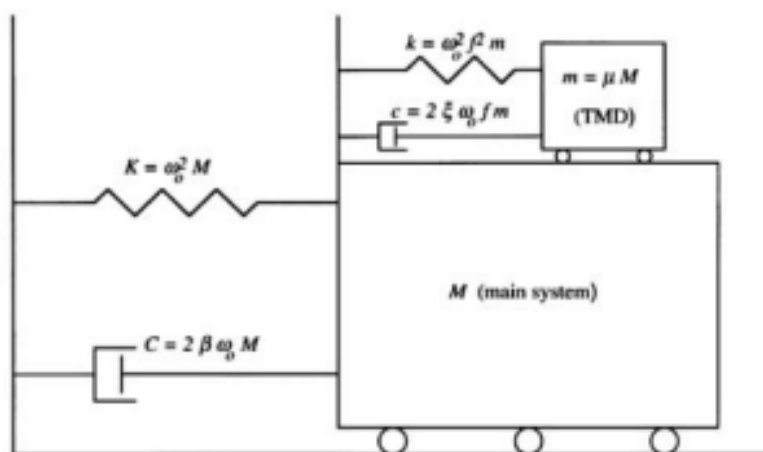 k = ω₀² f² m
m = μ M
(TMD)
c = 2 ξ ω₀ f m
K = ω₀² M
M (main system)
C = 2 β ω₀ M